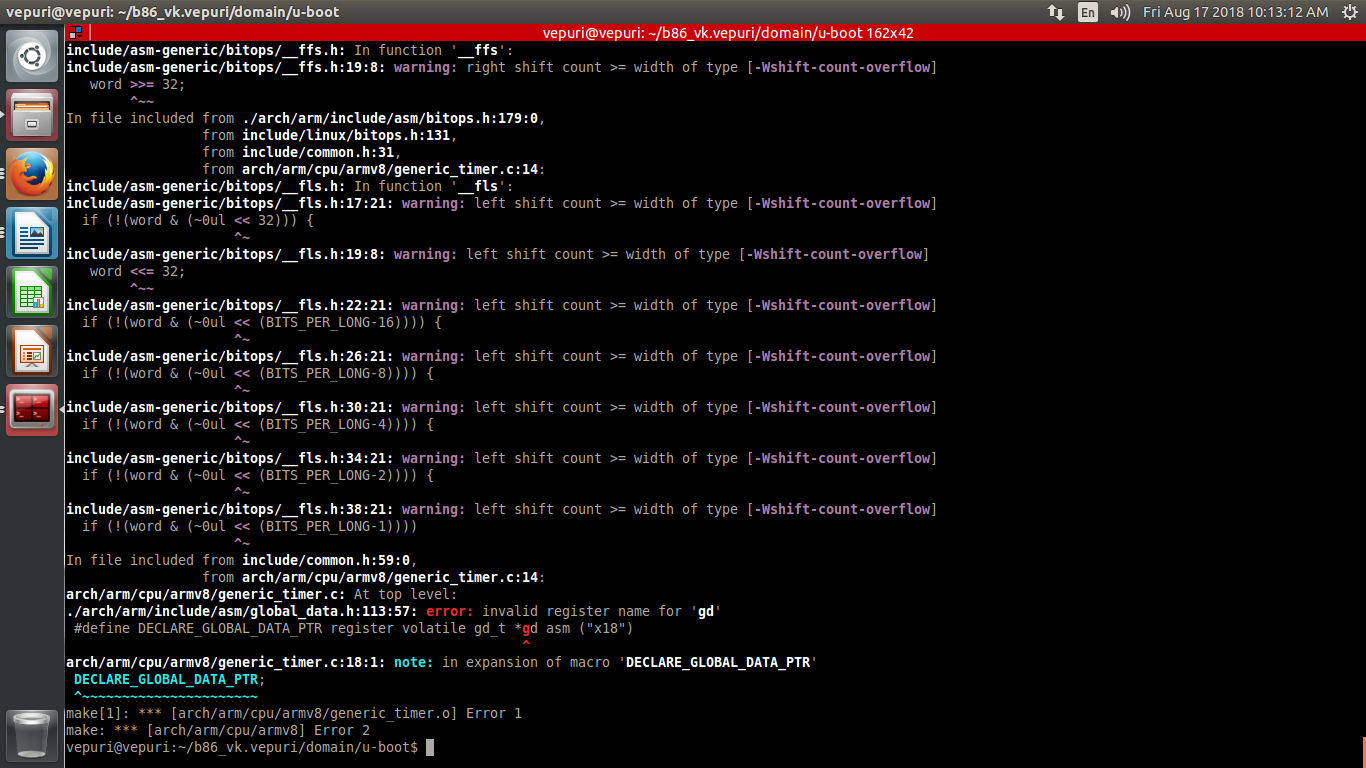 vepuri@vepuri: ~/b86_vk.vepuri/domain/u-boot
En
Fri Aug 17 2018 10:13:12 AM
vepuri@vepuri: ~/b86_vk.vepuri/domain/u-boot 162x42
include/asm-generic/bitops/__ffs.h: In function '__ffs':
include/asm-generic/bitops/__ffs.h:19:8: warning: right shift count >= width of type [-Wshift-count-overflow]
   word >>= 32;
        ^~~
In file included from ./arch/arm/include/asm/bitops.h:179:0,
                 from include/linux/bitops.h:131,
                 from include/common.h:31,
                 from arch/arm/cpu/armv8/generic_timer.c:14:
include/asm-generic/bitops/__fls.h: In function '__fls':
include/asm-generic/bitops/__fls.h:17:21: warning: left shift count >= width of type [-Wshift-count-overflow]
  if (!(word & (~0ul << 32))) {
                     ^~
include/asm-generic/bitops/__fls.h:19:8: warning: left shift count >= width of type [-Wshift-count-overflow]
   word <<= 32;
        ^~~
include/asm-generic/bitops/__fls.h:22:21: warning: left shift count >= width of type [-Wshift-count-overflow]
  if (!(word & (~0ul << (BITS_PER_LONG-16)))) {
                     ^~
include/asm-generic/bitops/__fls.h:26:21: warning: left shift count >= width of type [-Wshift-count-overflow]
  if (!(word & (~0ul << (BITS_PER_LONG-8)))) {
                     ^~
include/asm-generic/bitops/__fls.h:30:21: warning: left shift count >= width of type [-Wshift-count-overflow]
  if (!(word & (~0ul << (BITS_PER_LONG-4)))) {
                     ^~
include/asm-generic/bitops/__fls.h:34:21: warning: left shift count >= width of type [-Wshift-count-overflow]
  if (!(word & (~0ul << (BITS_PER_LONG-2)))) {
                     ^~
include/asm-generic/bitops/__fls.h:38:21: warning: left shift count >= width of type [-Wshift-count-overflow]
  if (!(word & (~0ul << (BITS_PER_LONG-1))))
                     ^~
In file included from include/common.h:59:0,
                 from arch/arm/cpu/armv8/generic_timer.c:14:
arch/arm/cpu/armv8/generic_timer.c: At top level:
./arch/arm/include/asm/global_data.h:113:57: error: invalid register name for 'gd'
 #define DECLARE_GLOBAL_DATA_PTR register volatile gd_t *gd asm ("x18")
                                                         ^
arch/arm/cpu/armv8/generic_timer.c:18:1: note: in expansion of macro 'DECLARE_GLOBAL_DATA_PTR'
 DECLARE_GLOBAL_DATA_PTR;
 ^~~~~~~~~~~~~~~~~~~~~~~
make[1]: *** [arch/arm/cpu/armv8/generic_timer.o] Error 1
make: *** [arch/arm/cpu/armv8] Error 2
vepuri@vepuri:~/b86_vk.vepuri/domain/u-boot$